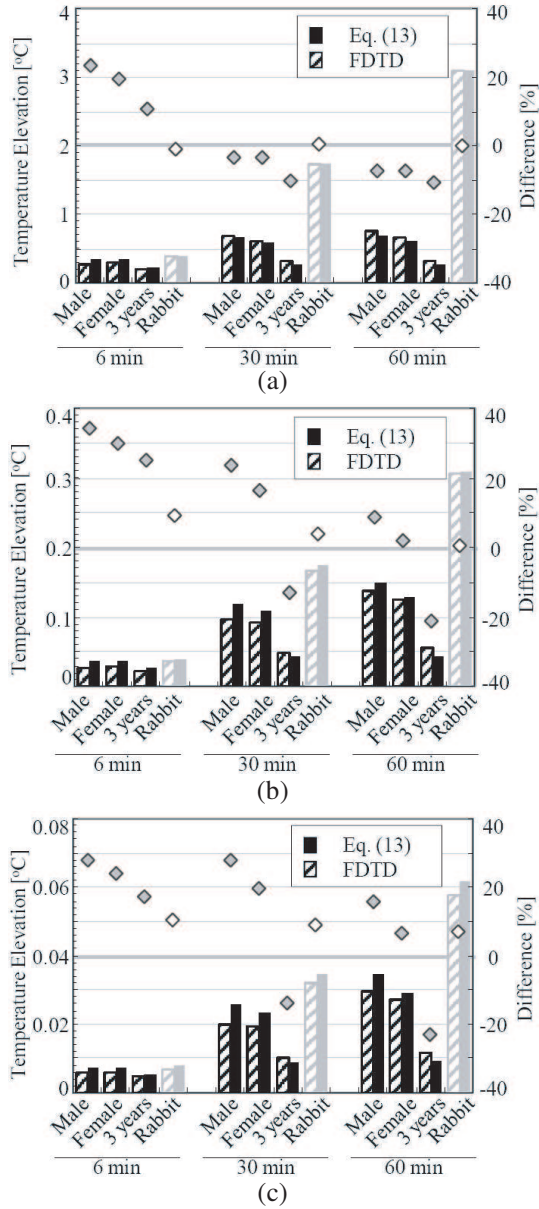 Temperature Elevation [°C]
4
3
2
1
0
Eq. (13)
FDTD
40
20
0
-20
-40
Difference [%]
Male
Female
3 years
Rabbit
Male
Female
3 years
Rabbit
Male
Female
3 years
Rabbit
6 min
30 min
60 min
(a)
Temperature Elevation [°C]
0.4
0.3
0.2
0.1
0
Eq. (13)
FDTD
40
20
0
-20
-40
Difference [%]
Male
Female
3 years
Rabbit
Male
Female
3 years
Rabbit
Male
Female
3 years
Rabbit
6 min
30 min
60 min
(b)
Temperature Elevation [°C]
0.08
0.06
0.04
0.02
0
Eq. (13)
FDTD
40
20
0
-20
-40
Difference [%]
Male
Female
3 years
Rabbit
Male
Female
3 years
Rabbit
Male
Female
3 years
Rabbit
6 min
30 min
60 min
(c)